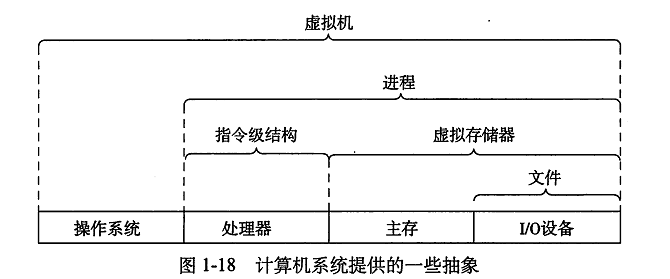 虚拟机
进程
指令级结构 虚拟存储器
文件
操作系统 处理器 主存 I/O设备
图 1-18 计算机系统提供的一些抽象